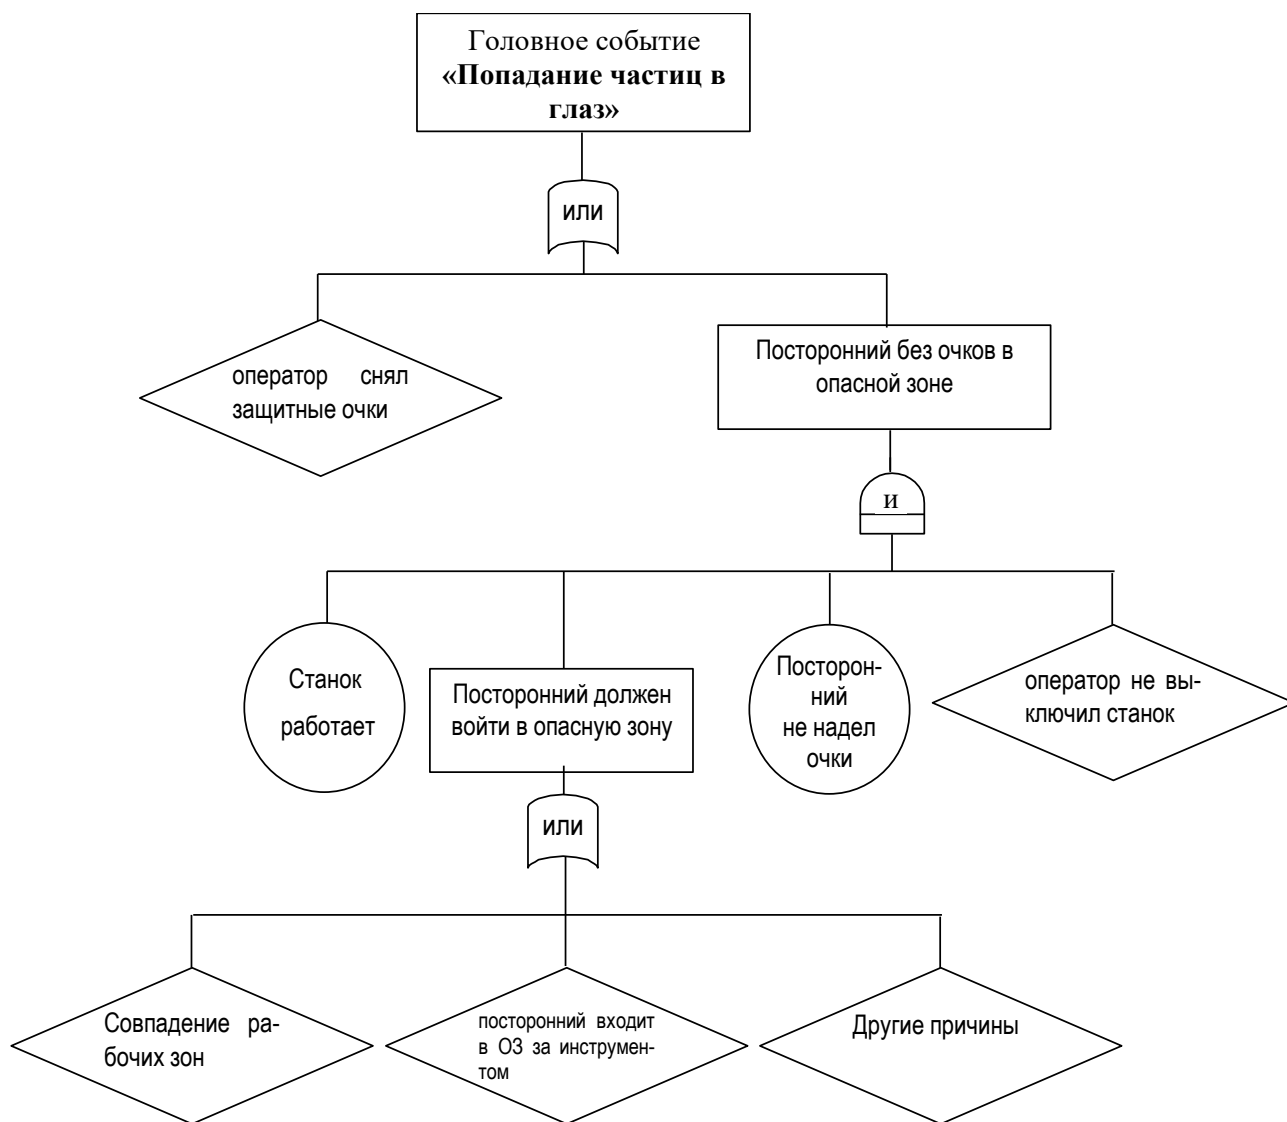 Головное событие
«Попадание частиц в
глаз»
или
оператор снял
защитные очки
Посторонний без очков в
опасной зоне
и
Станок
работает
Посторонний должен
войти в опасную зону
Посторон-
ний
не надел
очки
оператор не вы-
ключил станок
или
Совпадение ра-
бочих зон
посторонний входит
в ОЗ за инструмен-
том
Другие причины